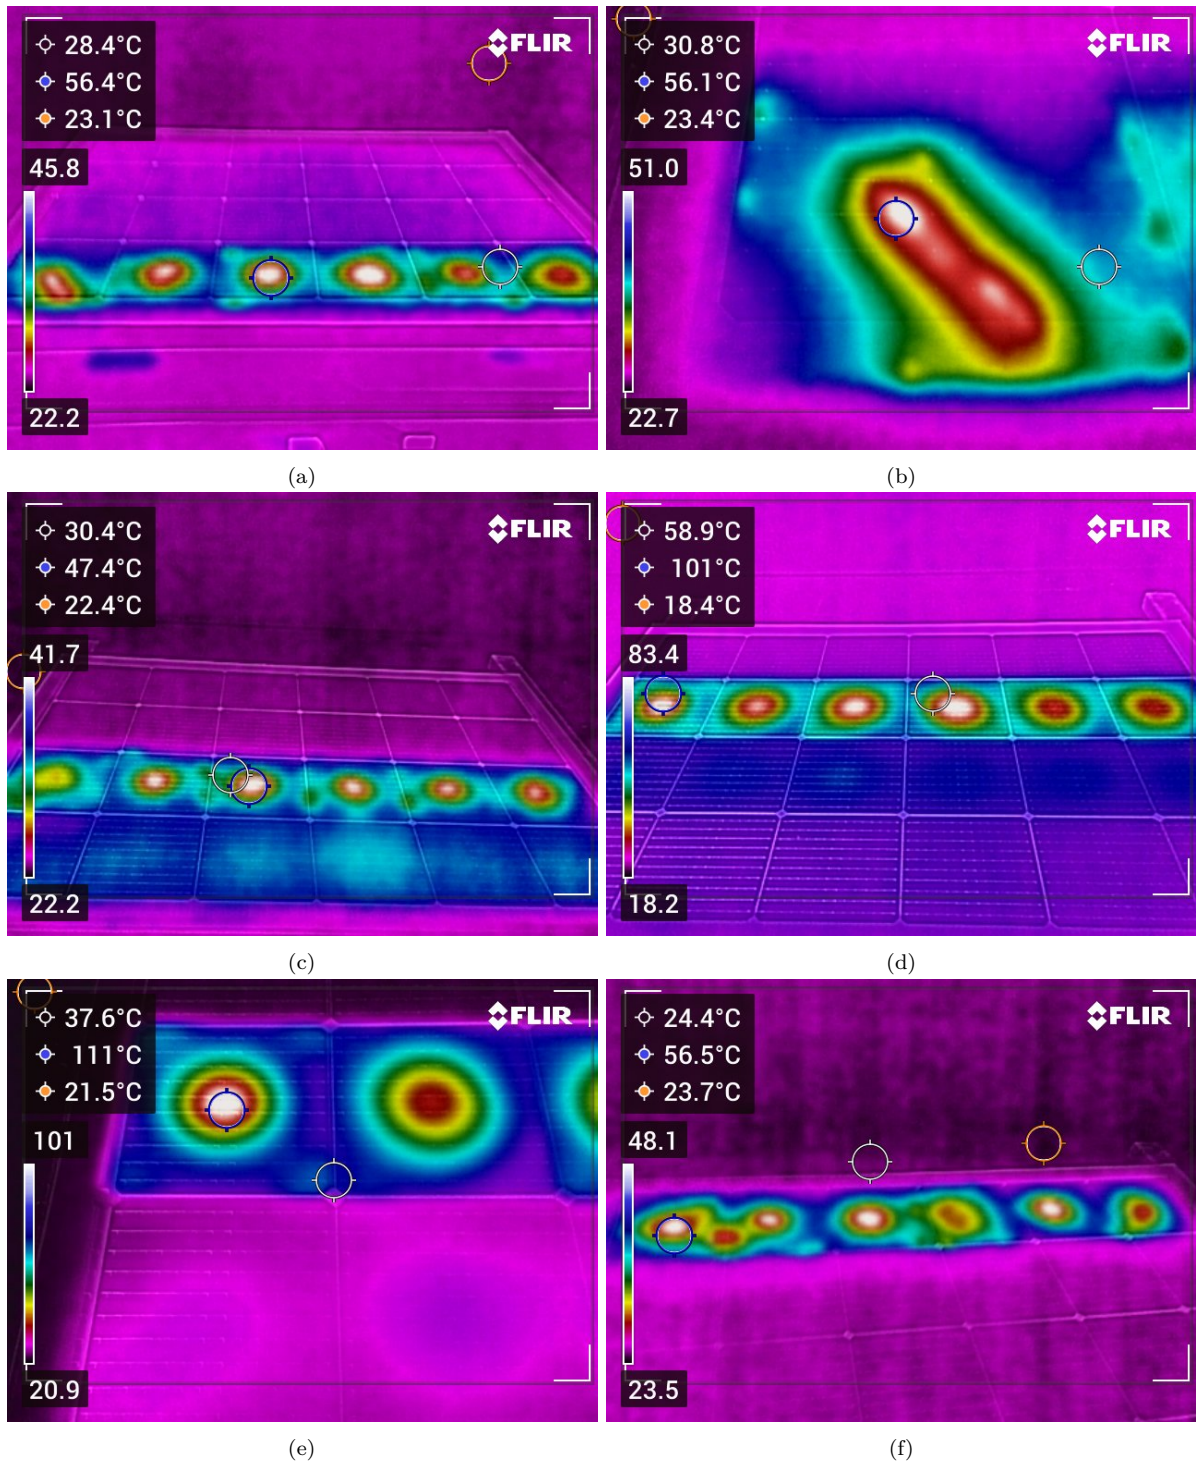 28.4°C
56.4°C
23.1°C
FLIR
45.8
22.2
(a)
30.8°C
56.1°C
23.4°C
FLIR
51.0
22.7
(b)
30.4°C
47.4°C
22.4°C
FLIR
41.7
22.2
(c)
58.9°C
101°C
18.4°C
FLIR
83.4
18.2
(d)
37.6°C
111°C
21.5°C
FLIR
101
20.9
(e)
24.4°C
56.5°C
23.7°C
FLIR
48.1
23.5
(f)